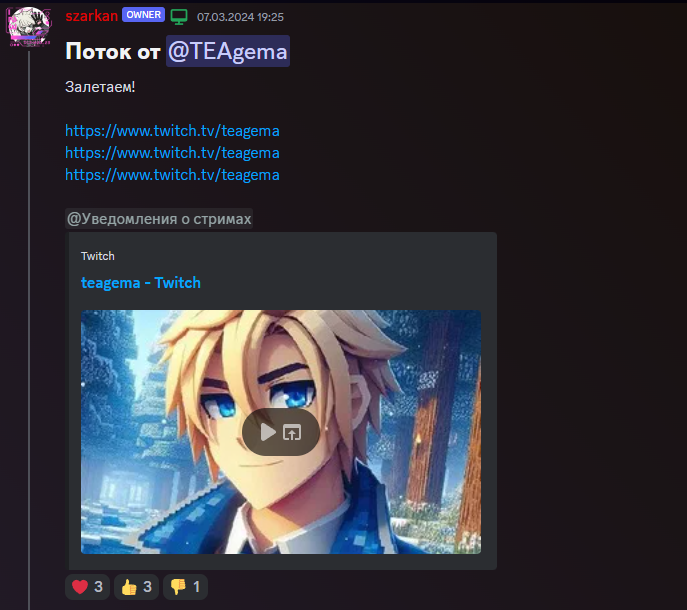 szarkan OWNER 07.03.2024 19:25
Поток от @TEAgema
Залетаем!
https://www.twitch.tv/teagema
https://www.twitch.tv/teagema
https://www.twitch.tv/teagema
@Уведомления о стримах
Twitch
teagema - Twitch
❤️ 3 👍 3 👎 1